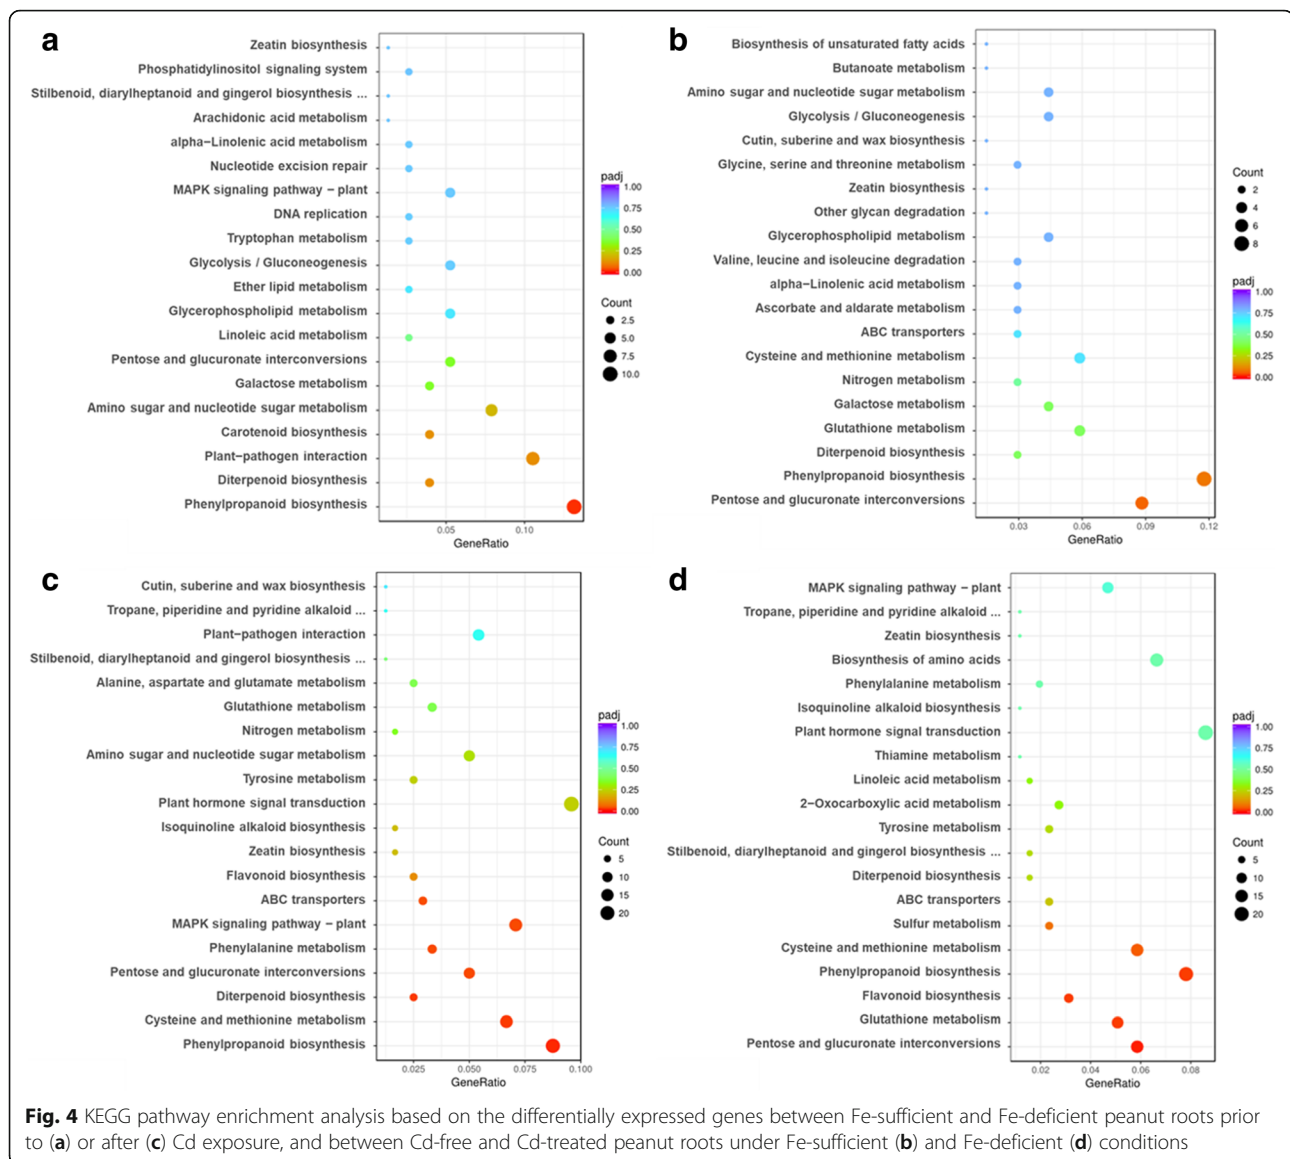 a
Zeatin biosynthesis
Phosphatidylinositol signaling system
Stilbenoid, diarylheptanoid and gingerol biosynthesis ...
Arachidonic acid metabolism
alpha−Linolenic acid metabolism
Nucleotide excision repair
MAPK signaling pathway − plant
DNA replication
Tryptophan metabolism
Glycolysis / Gluconeogenesis
Ether lipid metabolism
Glycerophospholipid metabolism
Linoleic acid metabolism
Pentose and glucuronate interconversions
Galactose metabolism
Amino sugar and nucleotide sugar metabolism
Carotenoid biosynthesis
Plant−pathogen interaction
Diterpenoid biosynthesis
Phenylpropanoid biosynthesis
0.05 0.10
GeneRatio
padj
1.00
0.75
0.50
0.25
0.00
Count
2.5
5.0
7.5
10.0
b
Biosynthesis of unsaturated fatty acids
Butanoate metabolism
Amino sugar and nucleotide sugar metabolism
Glycolysis / Gluconeogenesis
Cutin, suberine and wax biosynthesis
Glycine, serine and threonine metabolism
Zeatin biosynthesis
Other glycan degradation
Glycerophospholipid metabolism
Valine, leucine and isoleucine degradation
alpha−Linolenic acid metabolism
Ascorbate and aldarate metabolism
ABC transporters
Cysteine and methionine metabolism
Nitrogen metabolism
Galactose metabolism
Glutathione metabolism
Diterpenoid biosynthesis
Phenylpropanoid biosynthesis
Pentose and glucuronate interconversions
0.03 0.06 0.09 0.12
GeneRatio
Count
2
4
6
8
padj
1.00
0.75
0.50
0.25
0.00
c
Cutin, suberine and wax biosynthesis
Tropane, piperidine and pyridine alkaloid ...
Plant−pathogen interaction
Stilbenoid, diarylheptanoid and gingerol biosynthesis ...
Alanine, aspartate and glutamate metabolism
Glutathione metabolism
Nitrogen metabolism
Amino sugar and nucleotide sugar metabolism
Tyrosine metabolism
Plant hormone signal transduction
Isoquinoline alkaloid biosynthesis
Zeatin biosynthesis
Flavonoid biosynthesis
ABC transporters
MAPK signaling pathway − plant
Phenylalanine metabolism
Pentose and glucuronate interconversions
Diterpenoid biosynthesis
Cysteine and methionine metabolism
Phenylpropanoid biosynthesis
0.025 0.050 0.075 0.100
GeneRatio
padj
1.00
0.75
0.50
0.25
0.00
Count
5
10
15
20
d
MAPK signaling pathway − plant
Tropane, piperidine and pyridine alkaloid ...
Zeatin biosynthesis
Biosynthesis of amino acids
Phenylalanine metabolism
Isoquinoline alkaloid biosynthesis
Plant hormone signal transduction
Thiamine metabolism
Linoleic acid metabolism
2−Oxocarboxylic acid metabolism
Tyrosine metabolism
Stilbenoid, diarylheptanoid and gingerol biosynthesis ...
Diterpenoid biosynthesis
ABC transporters
Sulfur metabolism
Cysteine and methionine metabolism
Phenylpropanoid biosynthesis
Flavonoid biosynthesis
Glutathione metabolism
Pentose and glucuronate interconversions
0.02 0.04 0.06 0.08
GeneRatio
padj
1.00
0.75
0.50
0.25
0.00
Count
5
10
15
20
Fig. 4 KEGG pathway enrichment analysis based on the differentially expressed genes between Fe-sufficient and Fe-deficient peanut roots prior
to (a) or after (c) Cd exposure, and between Cd-free and Cd-treated peanut roots under Fe-sufficient (b) and Fe-deficient (d) conditions